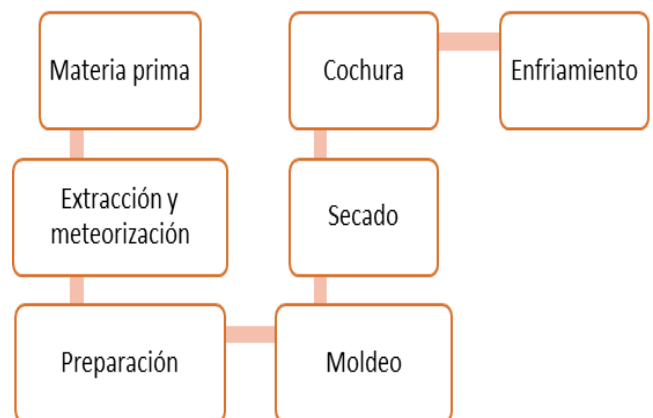 Materia prima
Extracción y
meteorización
Preparación
Moldeo
Secado
Cochura
Enfriamiento